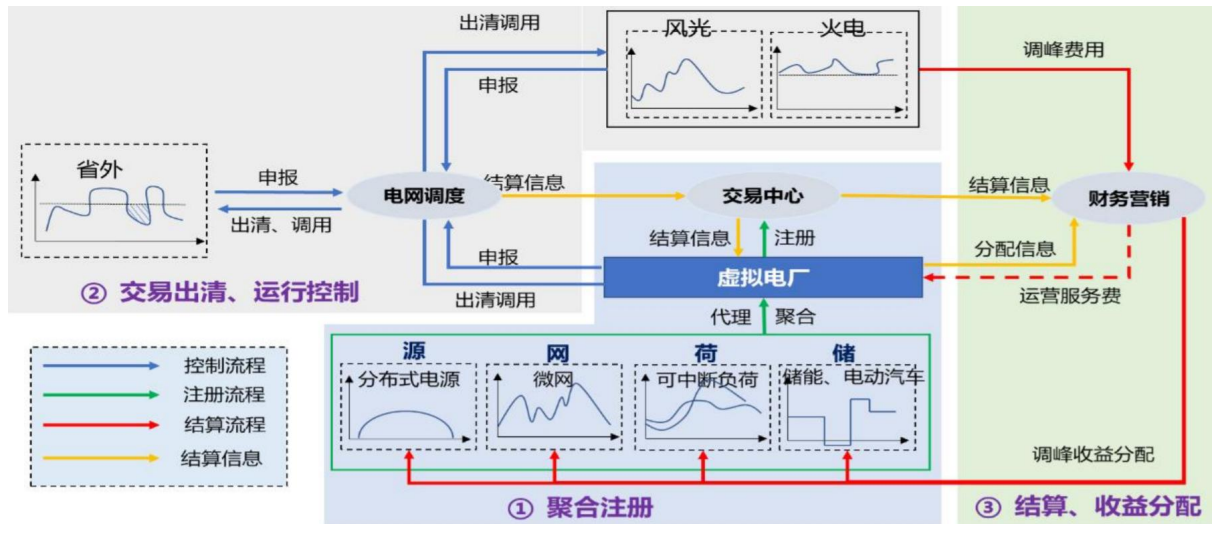 出清调用
风光
火电
调峰费用
申报
省外
申报
出清、调用
电网调度
结算信息
交易中心
结算信息
财务营销
结算信息
注册
分配信息
申报
虚拟电厂
出清调用
运营服务费
② 交易出清、运行控制
代理
聚合
源
网
荷
储
分布式电源
微网
可中断负荷
储能、电动汽车
控制流程
注册流程
结算流程
结算信息
调峰收益分配
① 聚合注册
③ 结算、收益分配